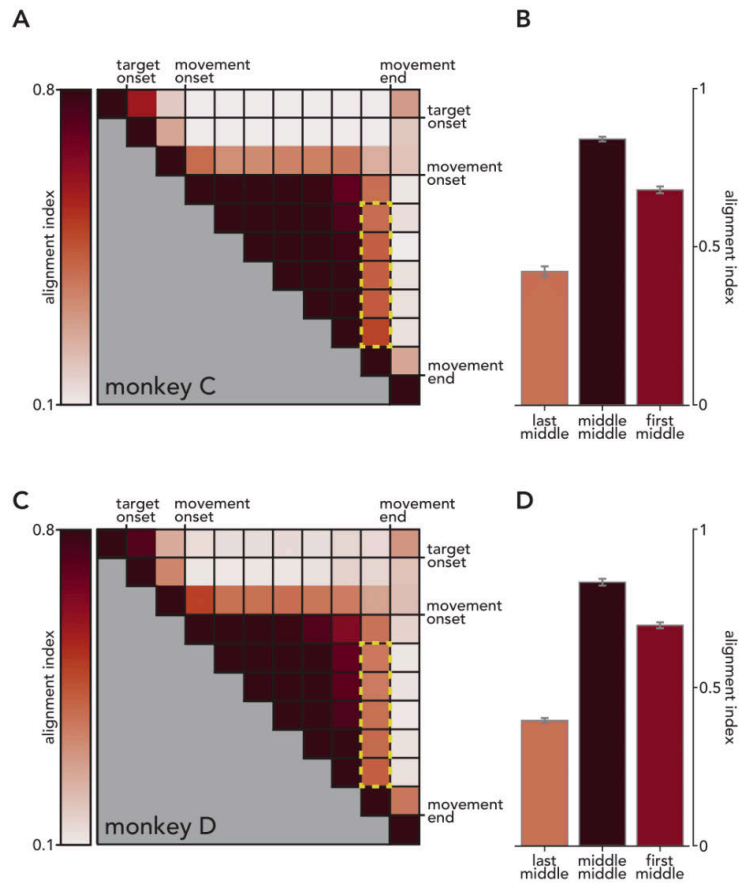 A
target
onset
movement
onset
movement
end
0.8
alignment index
0.1
target
onset
movement
onset
movement
end
monkey C
B
1
0.5
0
alignment index
last
middle
middle
middle
first
middle
C
target
onset
movement
onset
movement
end
0.8
alignment index
0.1
target
onset
movement
onset
movement
end
monkey D
D
1
0.5
0
alignment index
last
middle
middle
middle
first
middle